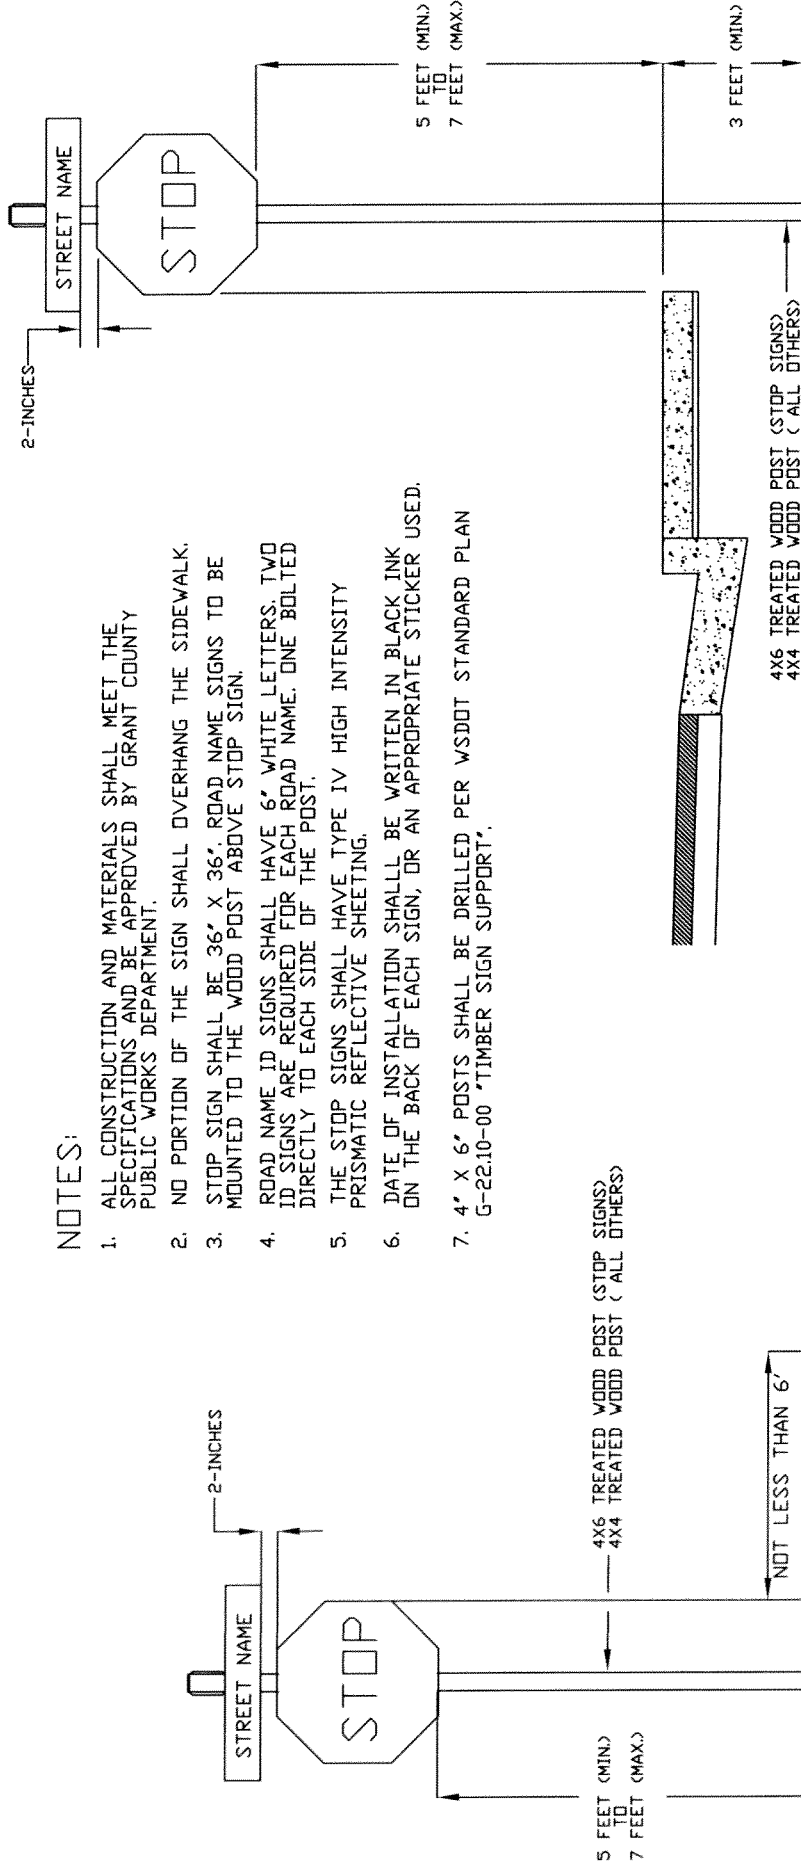 2-INCHES
STREET NAME
STOP
5 FEET (MIN.)
TO
7 FEET (MAX.)
4X6 TREATED WOOD POST (STOP SIGNS)
4X4 TREATED WOOD POST ( ALL OTHERS)
NOT LESS THAN 6'
NOTES:
1. ALL CONSTRUCTION AND MATERIALS SHALL MEET THE
SPECIFICATIONS AND BE APPROVED BY GRANT COUNTY
PUBLIC WORKS DEPARTMENT.
2. NO PORTION OF THE SIGN SHALL OVERHANG THE SIDEWALK.
3. STOP SIGN SHALL BE 36" X 36". ROAD NAME SIGNS TO BE
MOUNTED TO THE WOOD POST ABOVE STOP SIGN.
4. ROAD NAME ID SIGNS SHALL HAVE 6" WHITE LETTERS. TWO
ID SIGNS ARE REQUIRED FOR EACH ROAD NAME. ONE BOLTED
DIRECTLY TO EACH SIDE OF THE POST.
5. THE STOP SIGNS SHALL HAVE TYPE IV HIGH INTENSITY
PRISMATIC REFLECTIVE SHEETING.
6. DATE OF INSTALLATION SHALLL BE WRITTEN IN BLACK INK
ON THE BACK OF EACH SIGN, OR AN APPROPRIATE STICKER USED.
7. 4" X 6" POSTS SHALL BE DRILLED PER WSDOT STANDARD PLAN
G-22.10-00 "TIMBER SIGN SUPPORT".
2-INCHES
STREET NAME
STOP
5 FEET (MIN.)
TO
7 FEET (MAX.)
3 FEET (MIN.)
4X6 TREATED WOOD POST (STOP SIGNS)
4X4 TREATED WOOD POST ( ALL OTHERS)